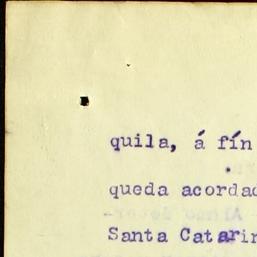 quila, á fín
queda acordad
Santa Catarin